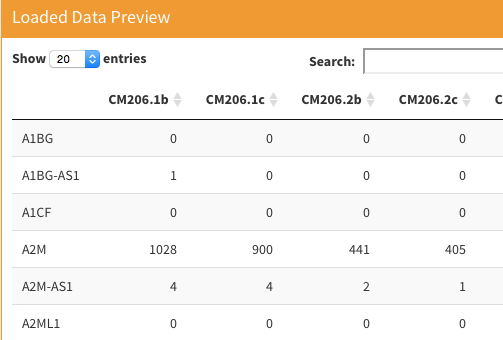 Loaded Data Preview
Show 20 entries
Search:
CM206.1b CM206.1c CM206.2b CM206.2c C
A1BG 0 0 0 0
A1BG-AS1 1 0 0 0
A1CF 0 0 0 0
A2M 1028 900 441 405
A2M-AS1 4 4 2 1
A2ML1 0 0 0 0